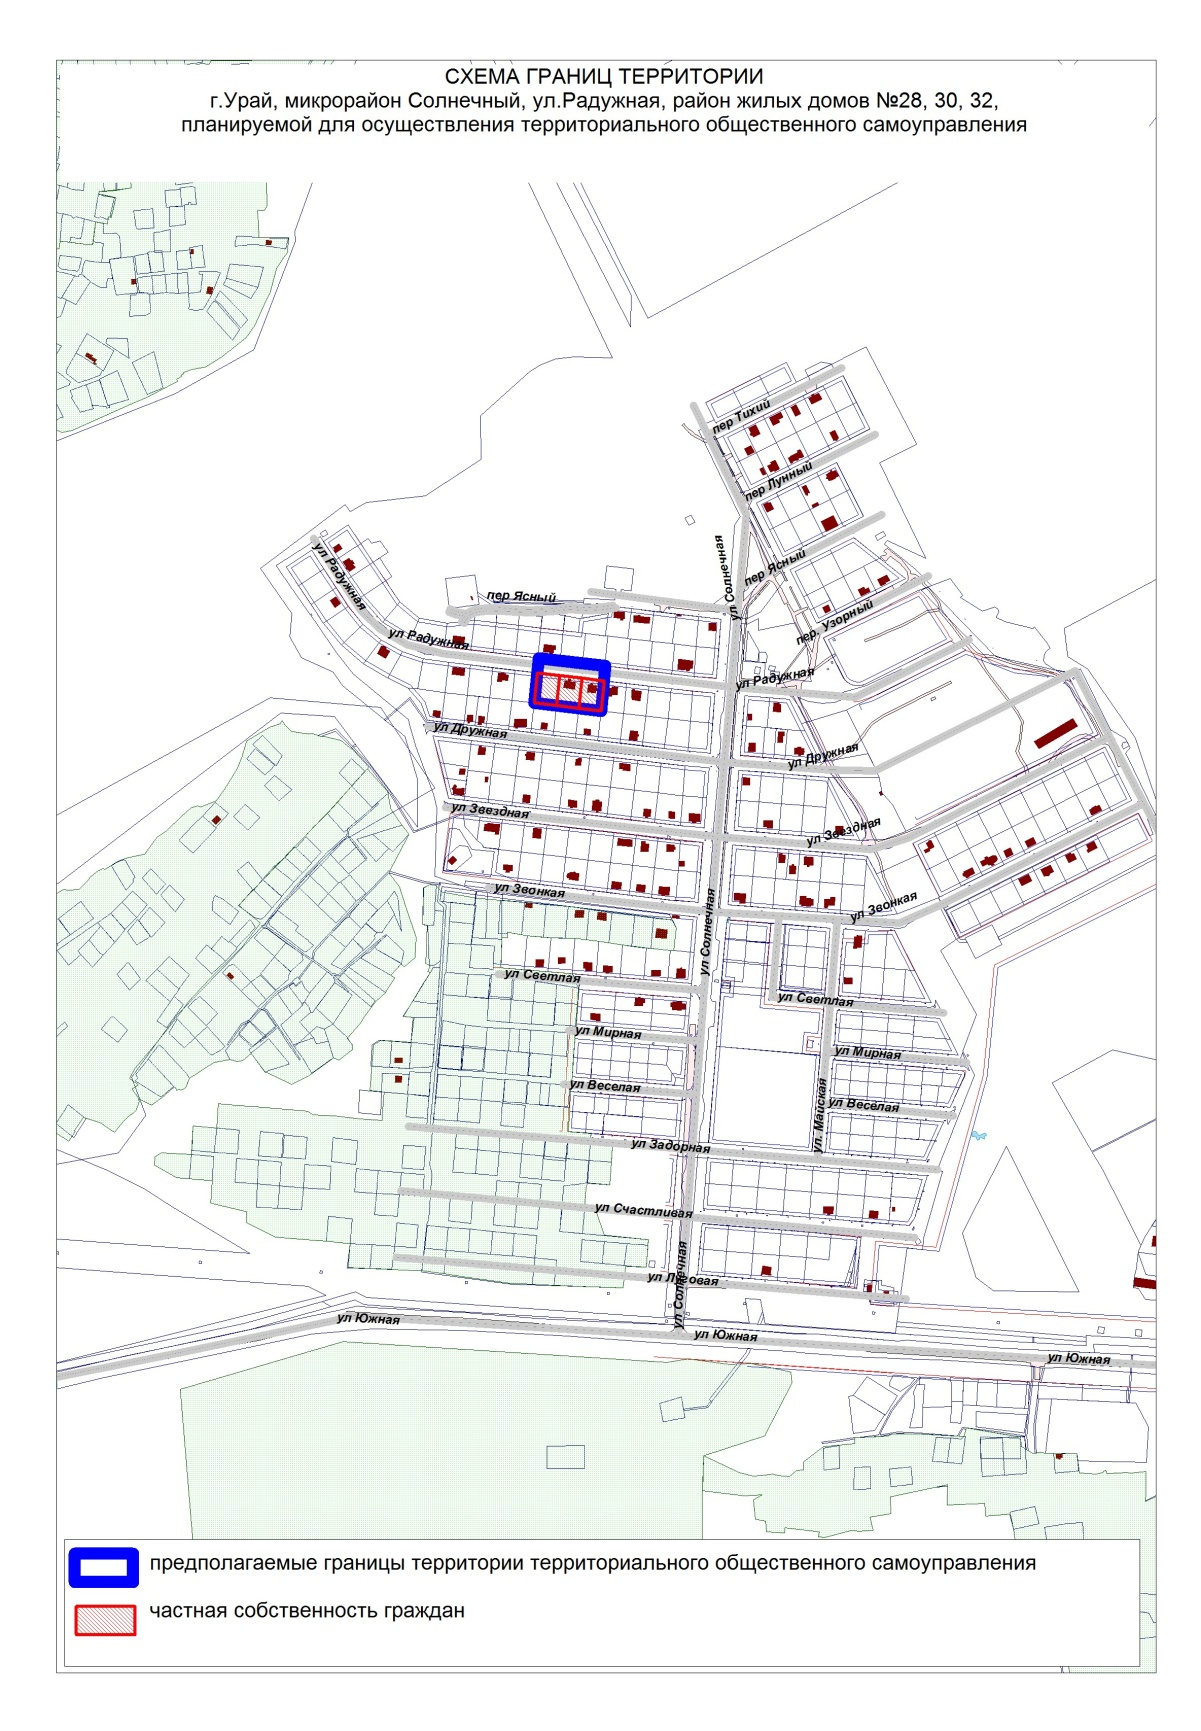 СХЕМА ГРАНИЦ ТЕРРИТОРИИ
г.Урай, микрорайон Солнечный, ул.Радужная, район жилых домов №28, 30, 32,
планируемой для осуществления территориального общественного самоуправления
пер Тихий
пер Лунный
ул Солнечная
пер Ясный
ул Радужная
пер Ясный
пер. Узорный
ул Радужная
ул Радужная
ул Дружная
ул Дружная
ул Звездная
ул Звездная
ул Звонкая
ул Звонкая
ул Солнечная
ул Светлая
ул Светлая
ул Мирная
ул Мирная
ул Веселая
ул Веселая
ул. Майская
ул Задорная
ул Счастливая
ул Солнечная
ул Луговая
ул Южная
ул Южная
ул Южная
предполагаемые границы территории территориального общественного самоуправления
частная собственность граждан